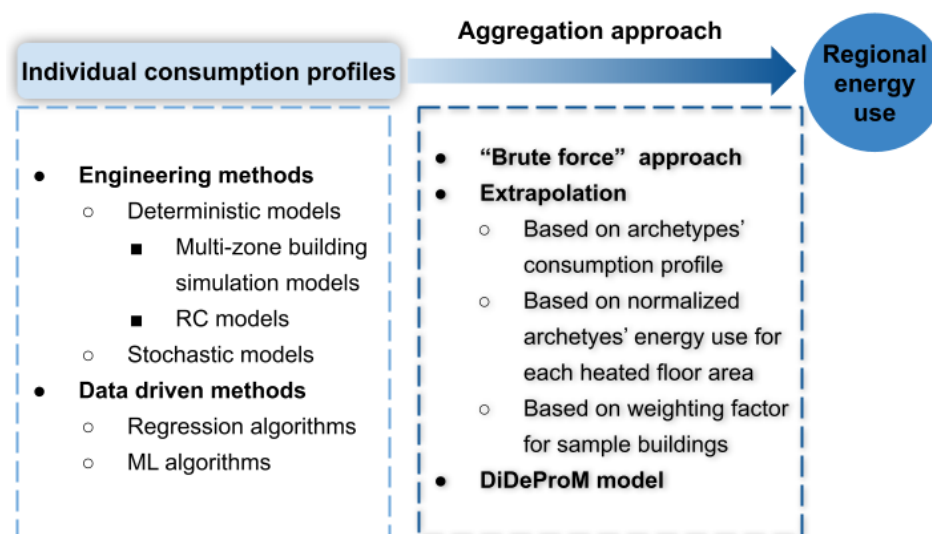 Aggregation approach
Individual consumption profiles
Regional
energy
use
● Engineering methods
○ Deterministic models
■ Multi-zone building
simulation models
■ RC models
○ Stochastic models
● Data driven methods
○ Regression algorithms
○ ML algorithms
● “Brute force” approach
● Extrapolation
○ Based on archetypes’
consumption profile
○ Based on normalized
archetyes’ energy use for
each heated floor area
○ Based on weighting factor
for sample buildings
● DiDeProM model